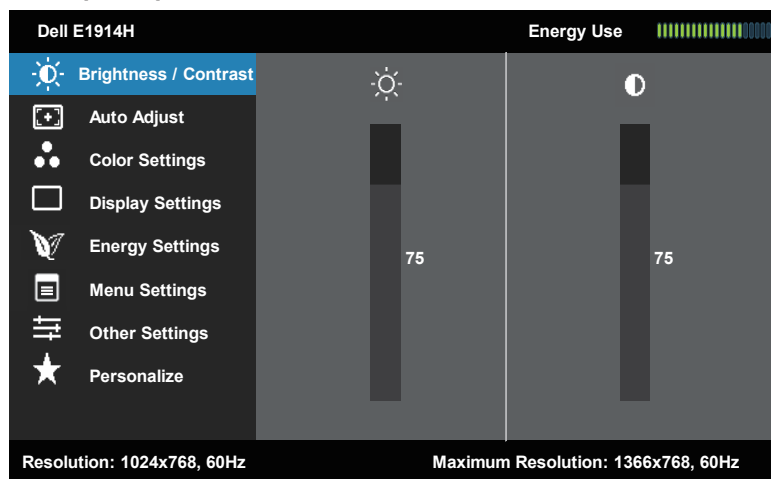 Dell E1914H Energy Use
Brightness / Contrast
Auto Adjust
Color Settings
Display Settings
Energy Settings
75 75
Menu Settings
Other Settings
Personalize
Resolution: 1024x768, 60Hz Maximum Resolution: 1366x768, 60Hz